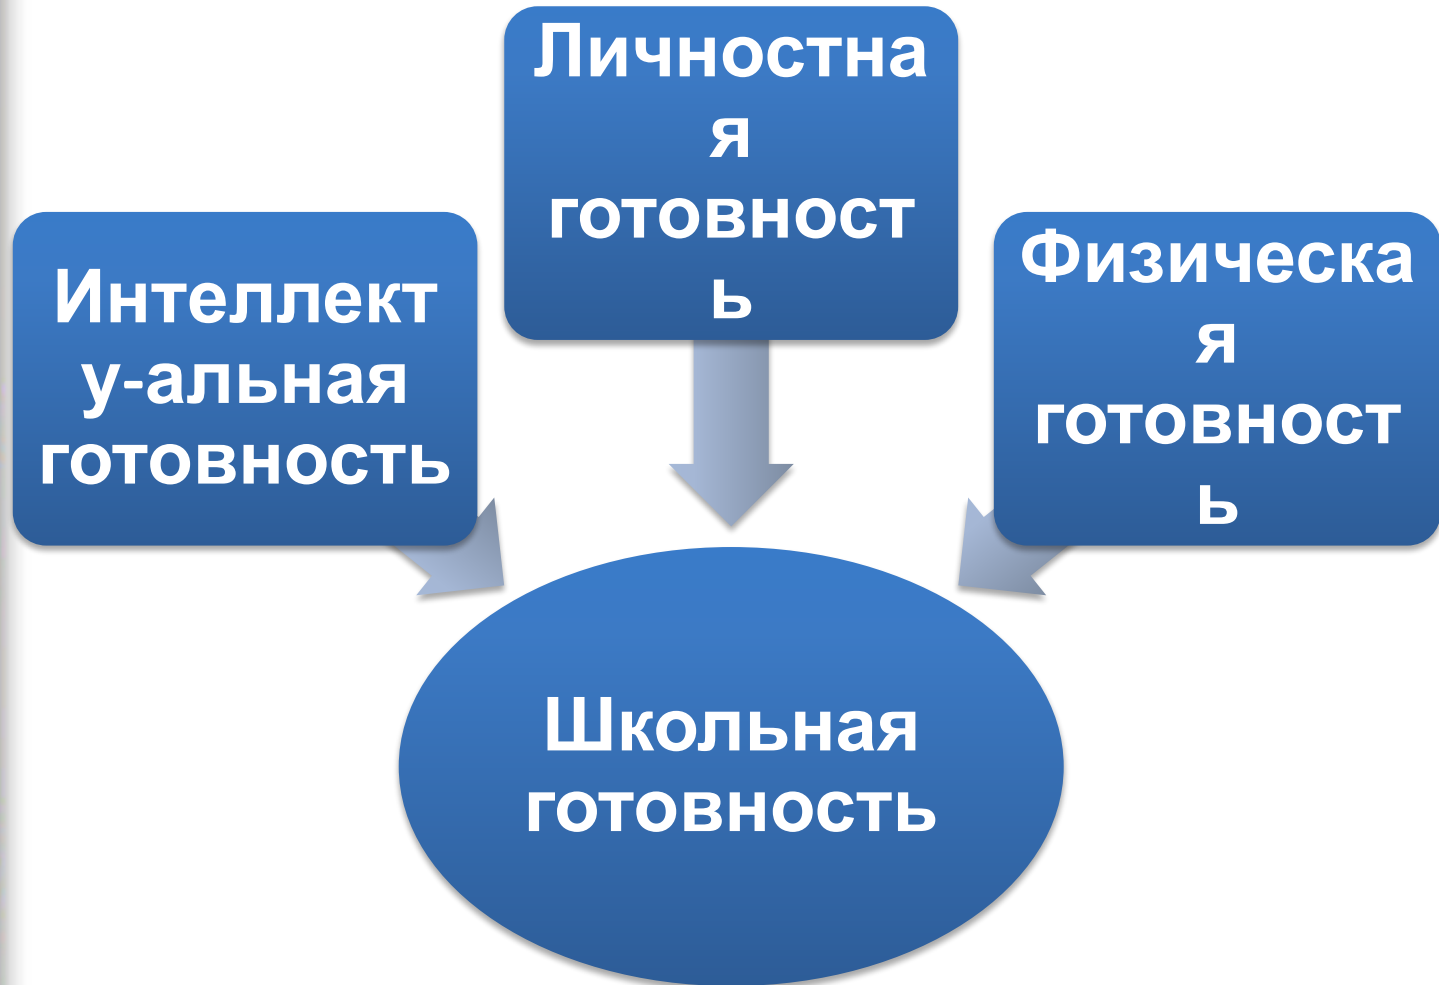 Личностна
я
готовност
ь
Интеллект
у-альная
готовность
Физическа
я
готовност
ь
Школьная
готовность